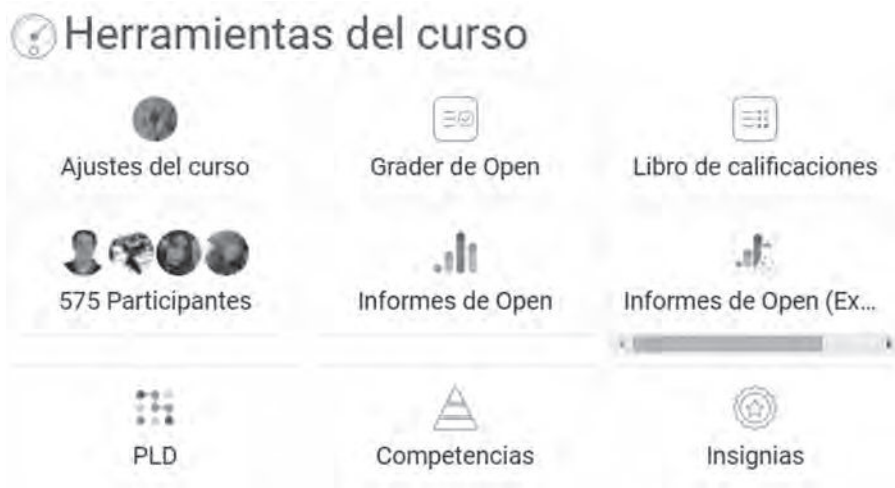 Herramientas del curso
Ajustes del curso
Grader de Open
Libro de calificaciones
575 Participantes
Informes de Open
Informes de Open (Ex...
PLD
Competencias
Insignias